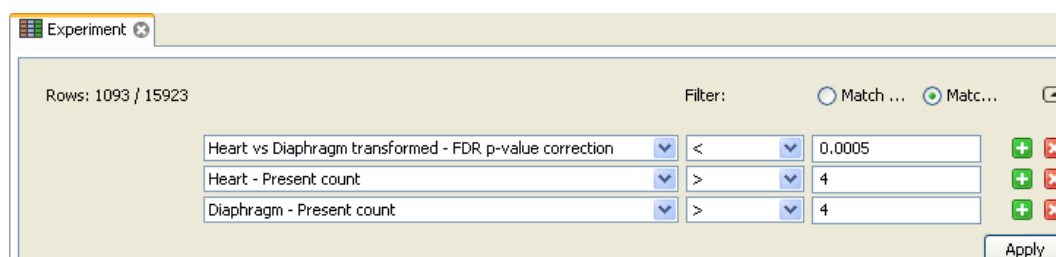 Experiment
Rows: 1093 / 15923 Filter: Match ... Matc...
Heart vs Diaphragm transformed - FDR p-value correction < 0.0005
Heart - Present count > 4
Diaphragm - Present count > 4
Apply